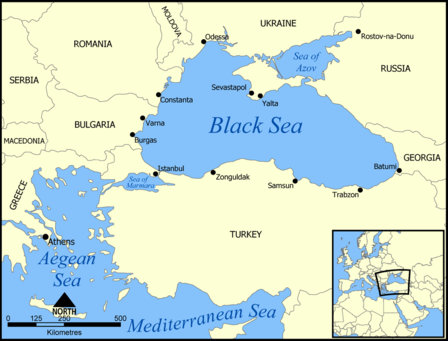 UKRAINE
MOLDOVA
Odessa
Rostov-na-Donu
ROMANIA
Sea of
Azov
RUSSIA
SERBIA
Sevastapol
Yalta
Constanta
Varna
BULGARIA
Black Sea
Burgas
MACEDONIA
GEORGIA
Batumi
Istanbul
Zonguldak
Sea of
Marmara
Samsun
Trabzon
GREECE
TURKEY
Athens
Aegean
Sea
NORTH
0 125 250 500
Kilometres
Mediterranean Sea